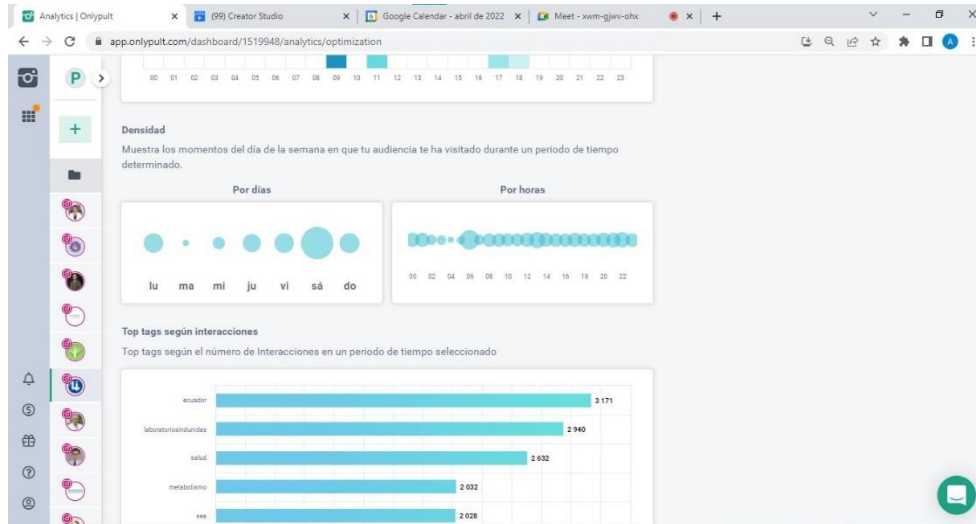 Analytics | Onlypult
(99) Creator Studio
Google Calendar - abril de 2022
Meet - xwm-gjwv-ohx
app.onlypult.com/dashboard/1519948/analytics/optimization
A
P
00 01 02 03 04 05 06 07 08 09 10 11 12 13 14 15 16 17 18 19 20 21 22 23
Densidad
Muestra los momentos del día de la semana en que tu audiencia te ha visitado durante un periodo de tiempo
determinado.
Por días
Por horas
lu ma mi ju vi sá do
00 02 04 06 08 10 12 14 16 18 20 22
Top tags según interacciones
Top tags según el número de Interacciones en un periodo de tiempo seleccionado
ecuador 3 171
laboratoriosindunidas 2 940
salud 2 632
metabolismo 2 032
sea 2 028